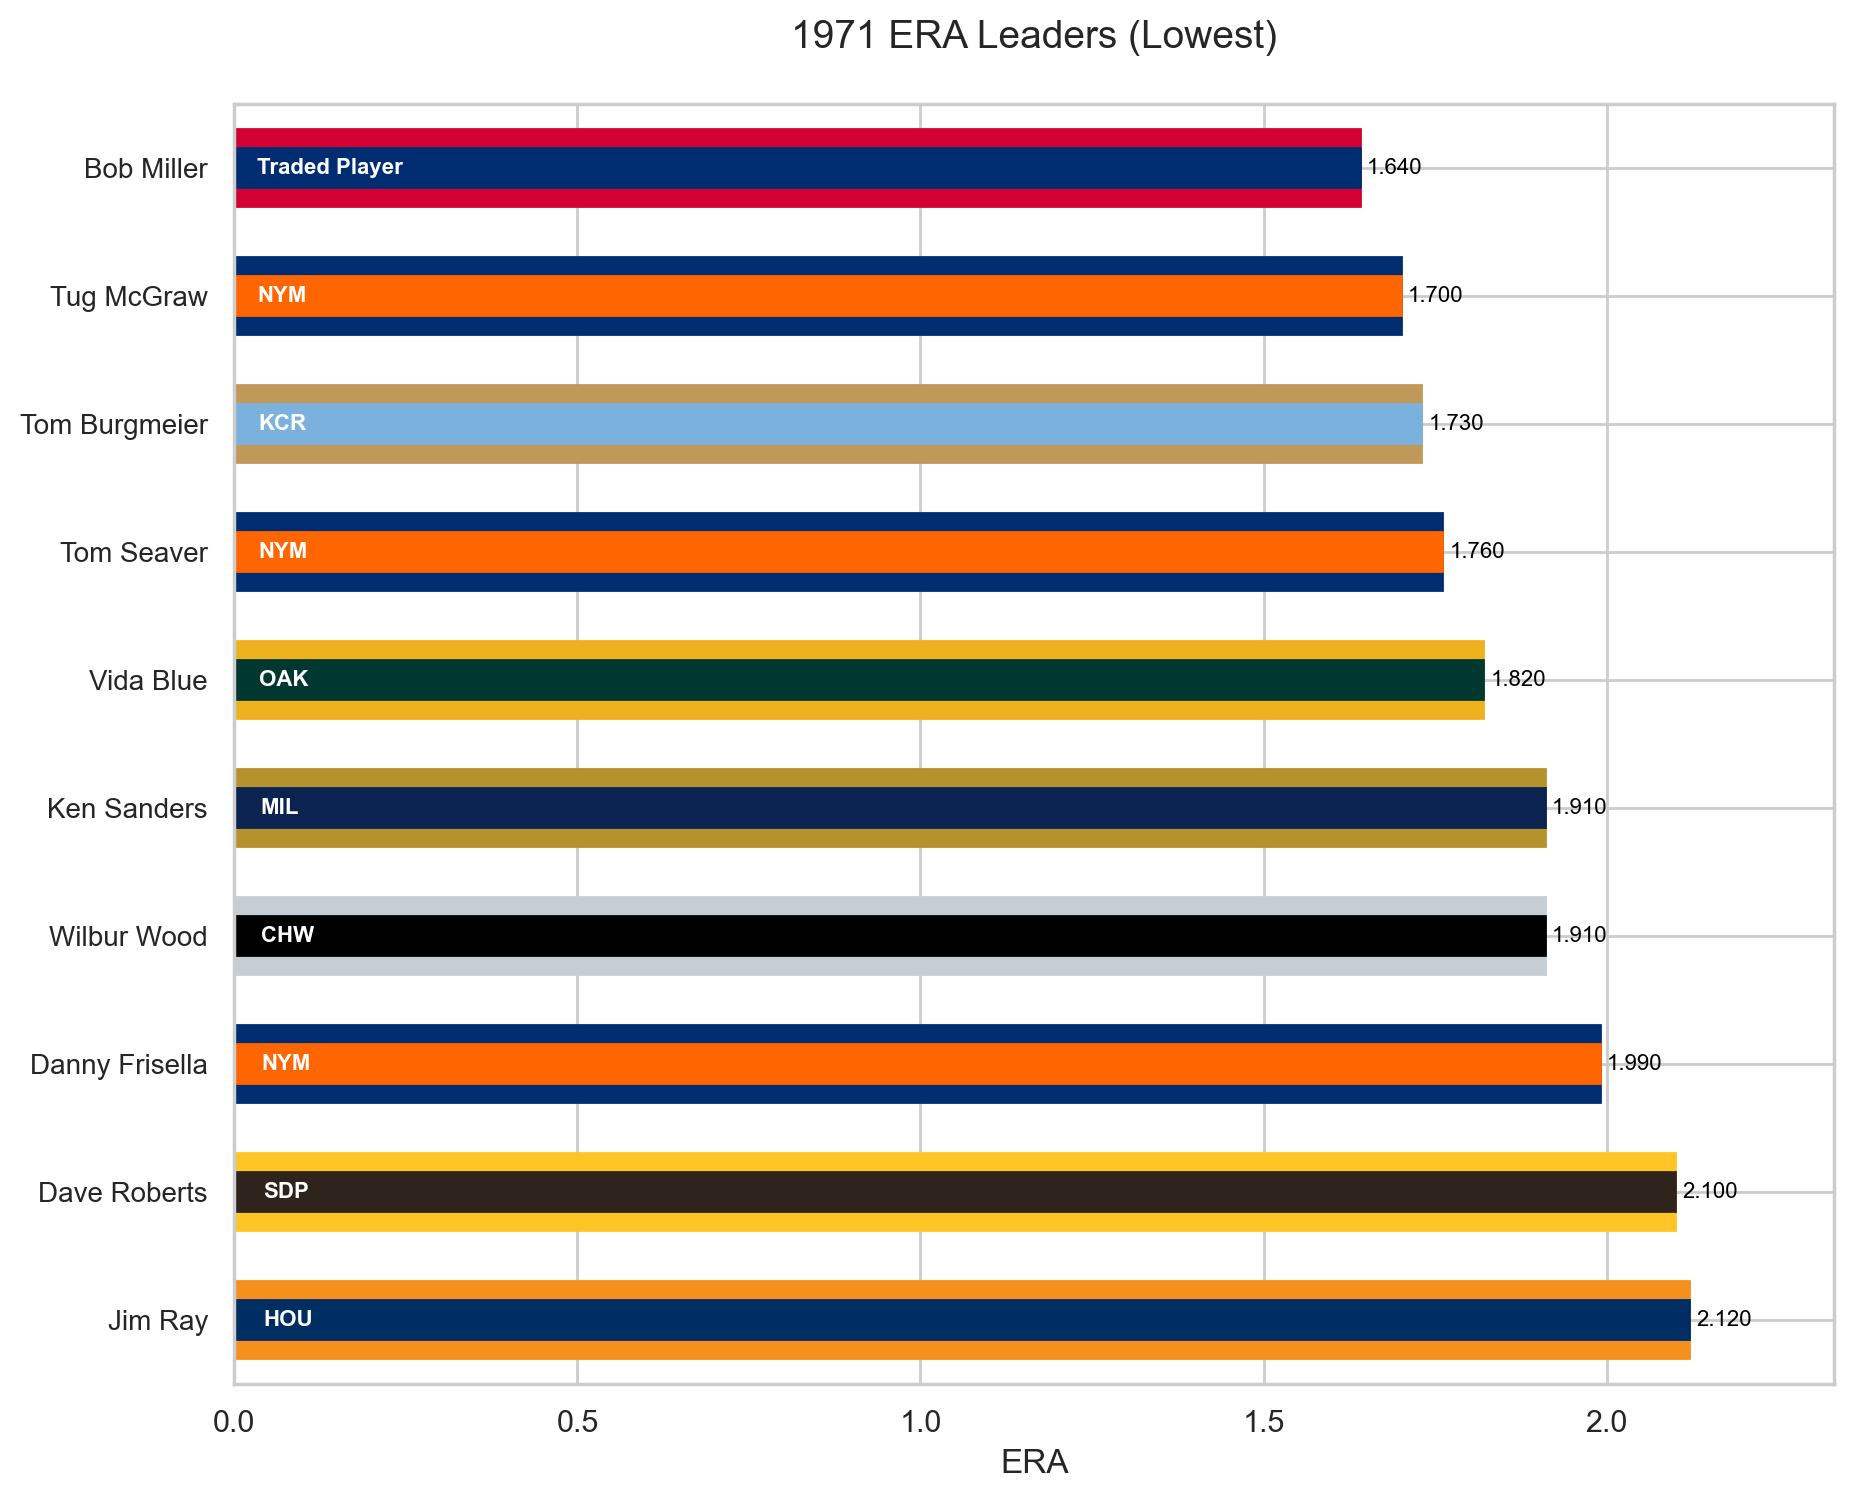 1971 ERA Leaders (Lowest)
Bob Miller Traded Player 1.640
Tug McGraw NYM 1.700
Tom Burgmeier KCR 1.730
Tom Seaver NYM 1.760
Vida Blue OAK 1.820
Ken Sanders MIL 1.910
Wilbur Wood CHW 1.910
Danny Frisella NYM 1.990
Dave Roberts SDP 2.100
Jim Ray HOU 2.120
0.0 0.5 1.0 1.5 2.0
ERA